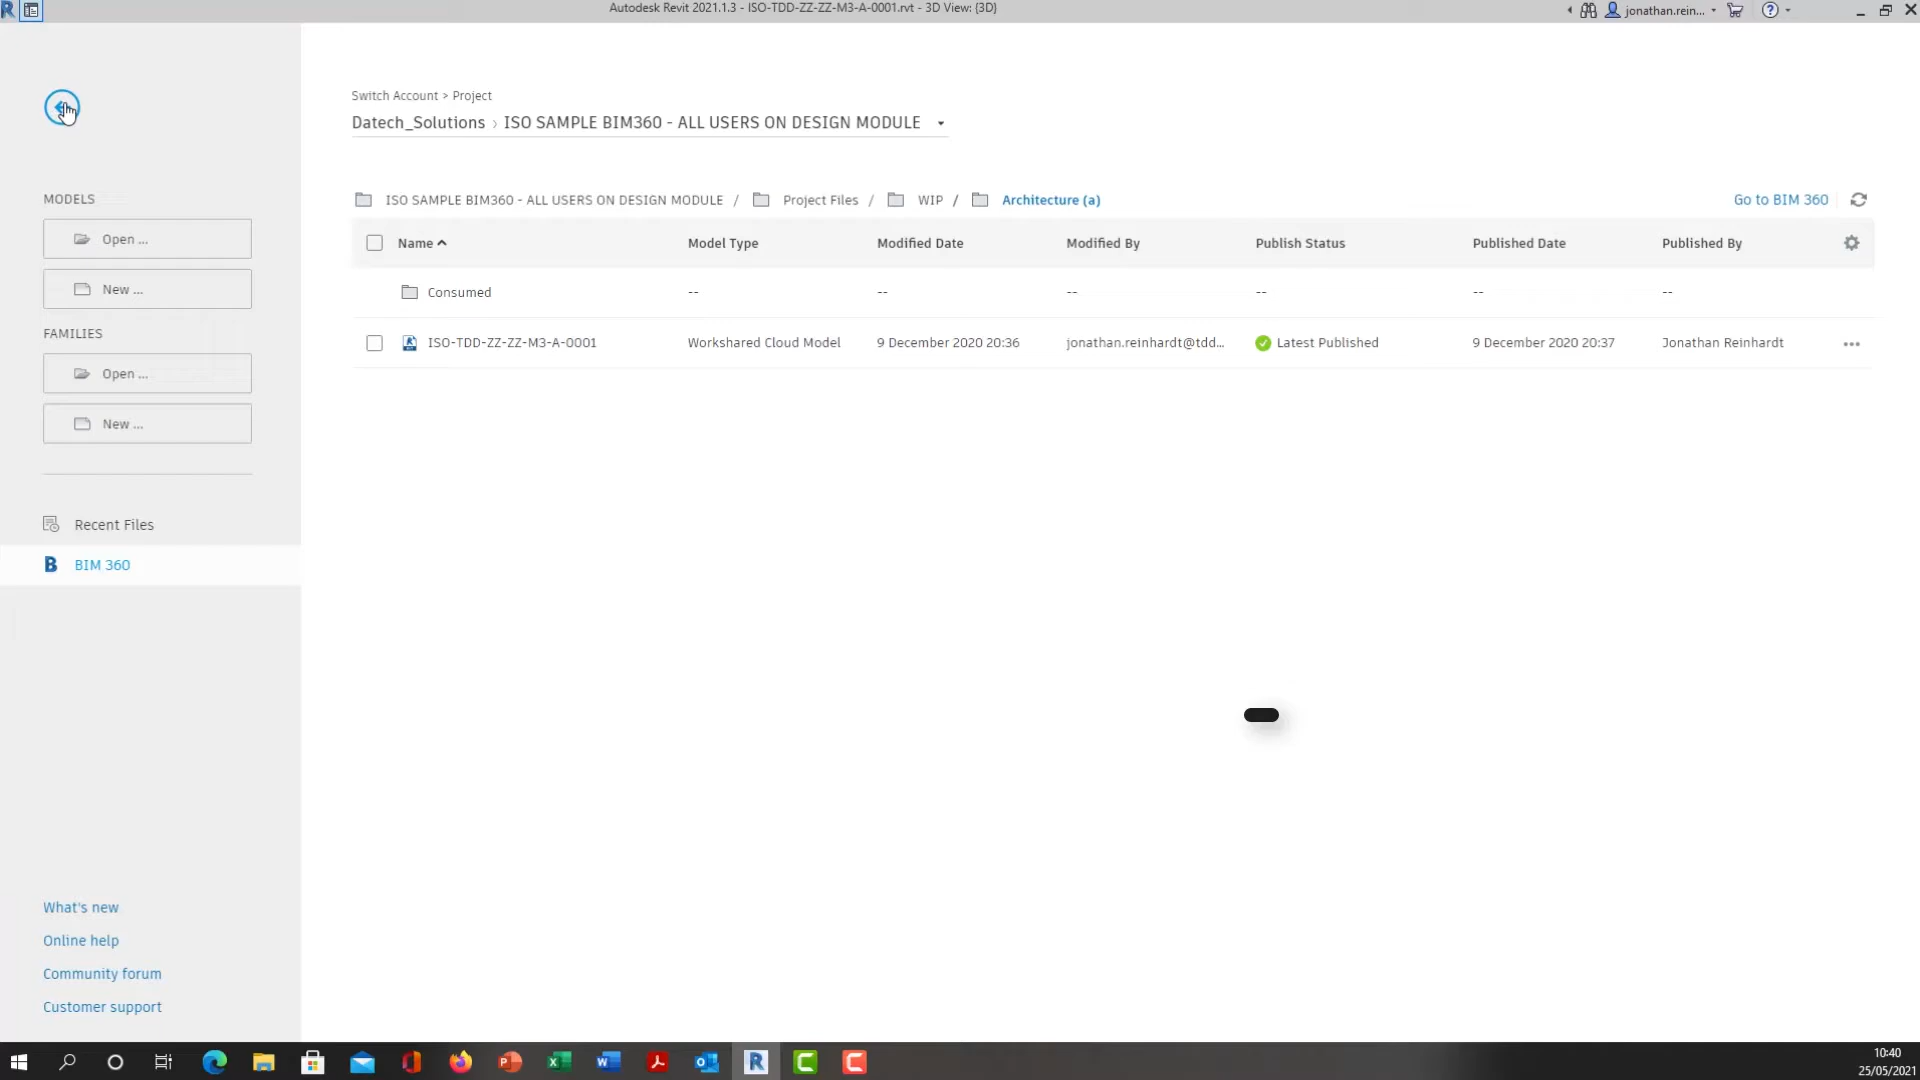 Autodesk Revit 2021.1.3 - ISO-TDD-ZZ-ZZ-M3-A-0001.rvt - 3D View: {3D}
jonathan.rein...
Switch Account > Project
Datech_Solutions › ISO SAMPLE BIM360 - ALL USERS ON DESIGN MODULE
MODELS
Open ...
New ...
FAMILIES
Open ...
New ...
Recent Files
BIM 360
What's new
Online help
Community forum
Customer support
ISO SAMPLE BIM360 - ALL USERS ON DESIGN MODULE / Project Files / WIP / Architecture (a)
Go to BIM 360
Name Model Type Modified Date Modified By Publish Status Published Date Published By
Consumed -- -- -- -- -- --
ISO-TDD-ZZ-ZZ-M3-A-0001 Workshared Cloud Model 9 December 2020 20:36 jonathan.reinhardt@tdd... Latest Published 9 December 2020 20:37 Jonathan Reinhardt
10:40
25/05/2021